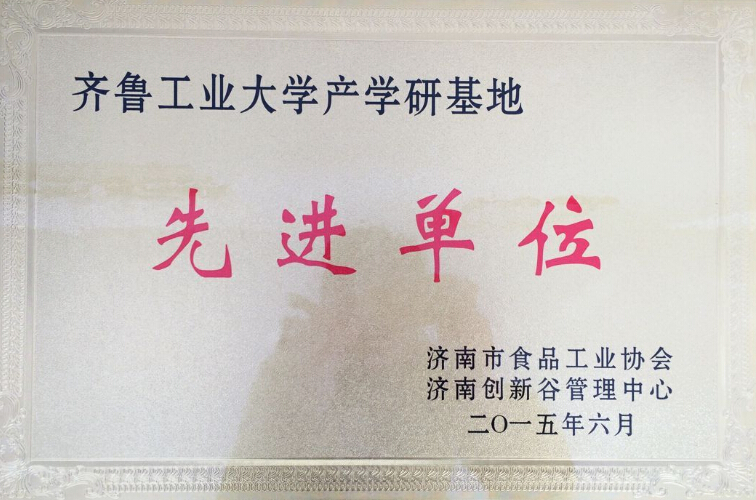 齐鲁工业大学产学研基地
先进单位
济南市食品工业协会
济南创新谷管理中心
二〇一五年六月